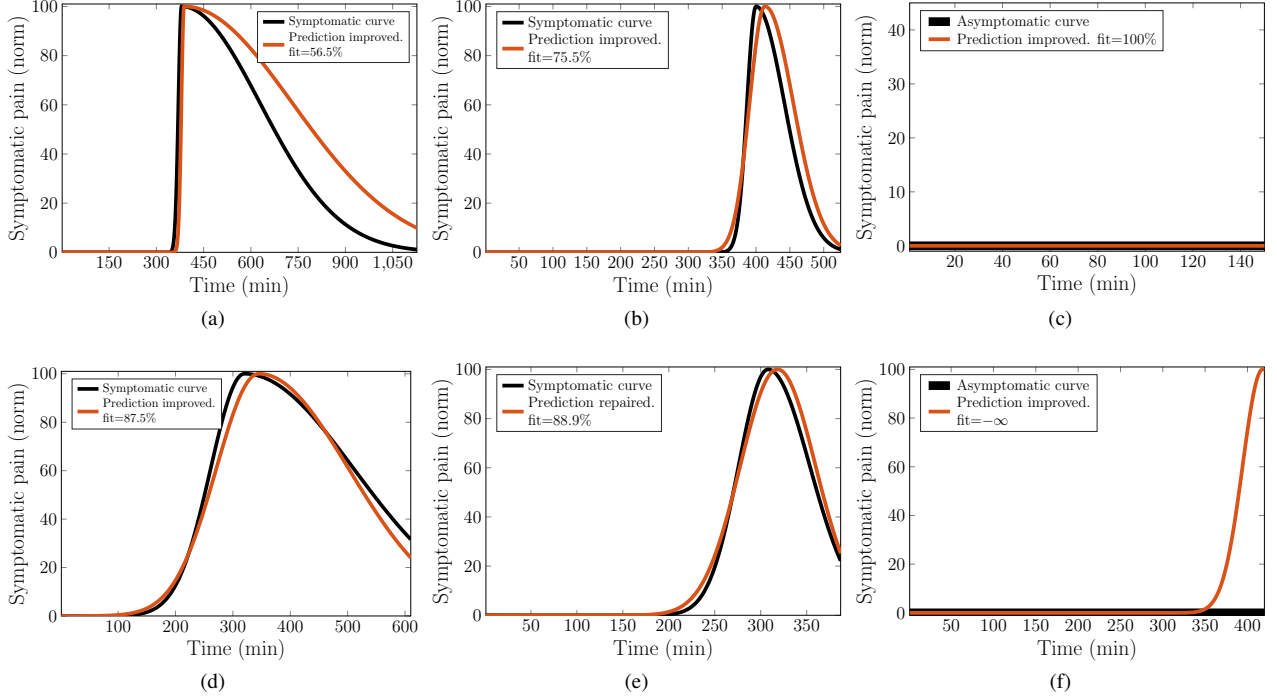 Symptomatic pain (norm)
100
80
60
40
20
0
Symptomatic curve
Prediction improved.
fit=56.5%
150 300 450 600 750 900 1,050
Time (min)
(a)
Symptomatic pain (norm)
100
80
60
40
20
0
Symptomatic curve
Prediction improved.
fit=75.5%
50 100 150 200 250 300 350 400 450 500
Time (min)
(b)
Symptomatic pain (norm)
40
30
20
10
0
Asymptomatic curve
Prediction improved. fit=100%
20 40 60 80 100 120 140
Time (min)
(c)
Symptomatic pain (norm)
100
80
60
40
20
0
Symptomatic curve
Prediction improved.
fit=87.5%
100 200 300 400 500 600
Time (min)
(d)
Symptomatic pain (norm)
100
80
60
40
20
0
Symptomatic curve
Prediction repaired.
fit=88.9%
50 100 150 200 250 300 350
Time (min)
(e)
Symptomatic pain (norm)
100
80
60
40
20
0
Asymptomatic curve
Prediction improved.
fit=−∞
50 100 150 200 250 300 350 400
Time (min)
(f)